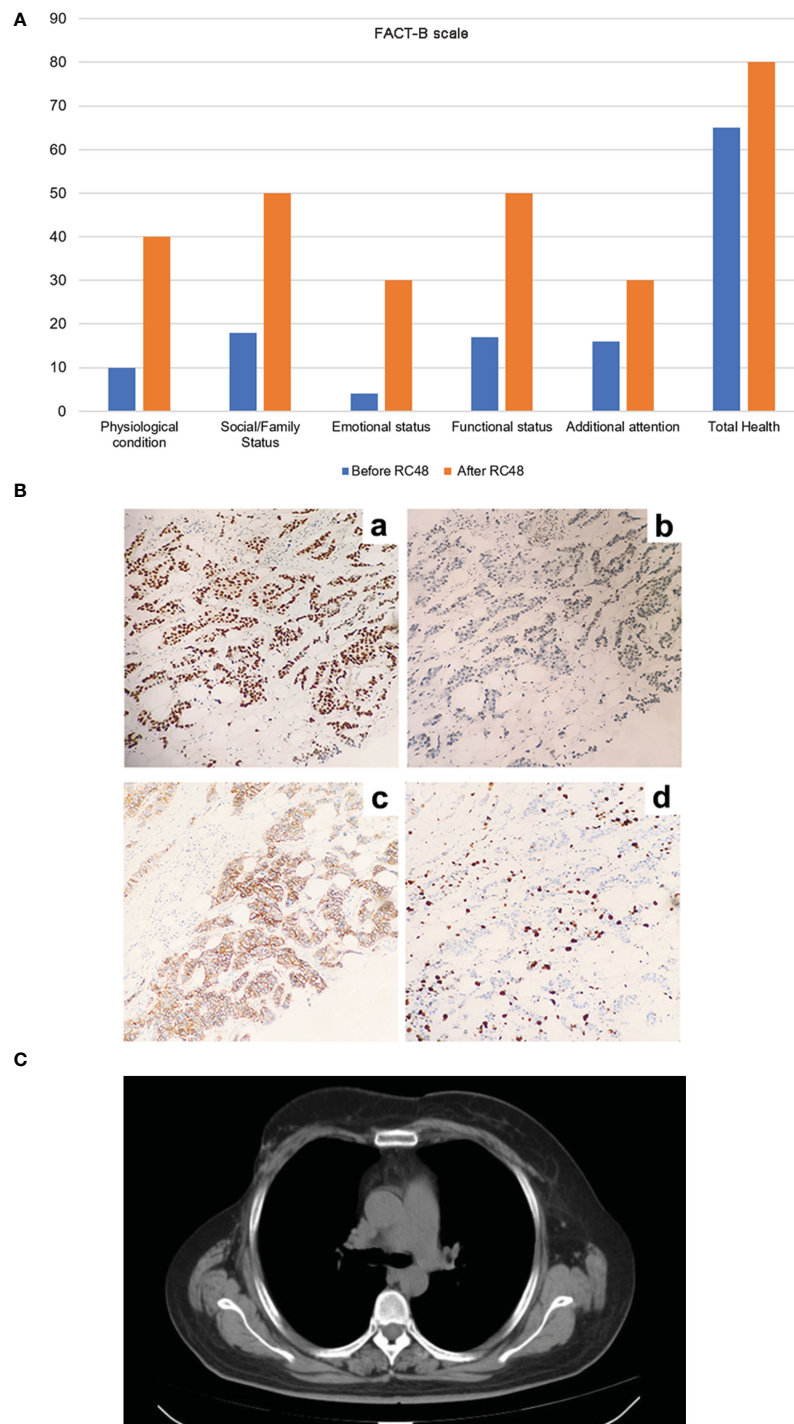 A
FACT-B scale
90
80
70
60
50
40
30
20
10
0
Physiological condition
Social/Family Status
Emotional status
Functional status
Additional attention
Total Health
Before RC48
After RC48
B
a
b
c
d
C